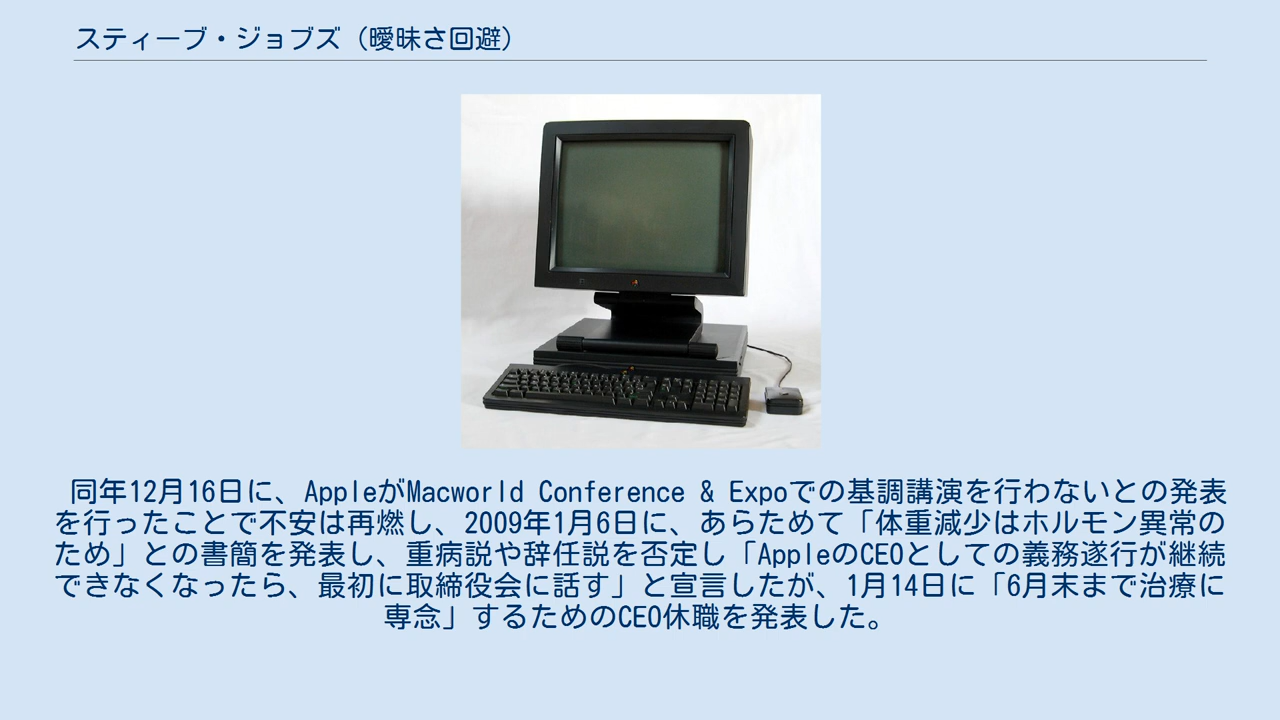 スティーブ・ジョブズ（曖昧さ回避）
同年12月16日に、AppleがMacworld Conference & Expoでの基調講演を行わないとの発表
を行ったことで不安は再燃し、2009年1月6日に、あらためて「体重減少はホルモン異常の
ため」との書簡を発表し、重病説や辞任説を否定し「AppleのCEOとしての義務遂行が継続
できなくなったら、最初に取締役会に話す」と宣言したが、1月14日に「6月末まで治療に
専念」するためのCEO休職を発表した。